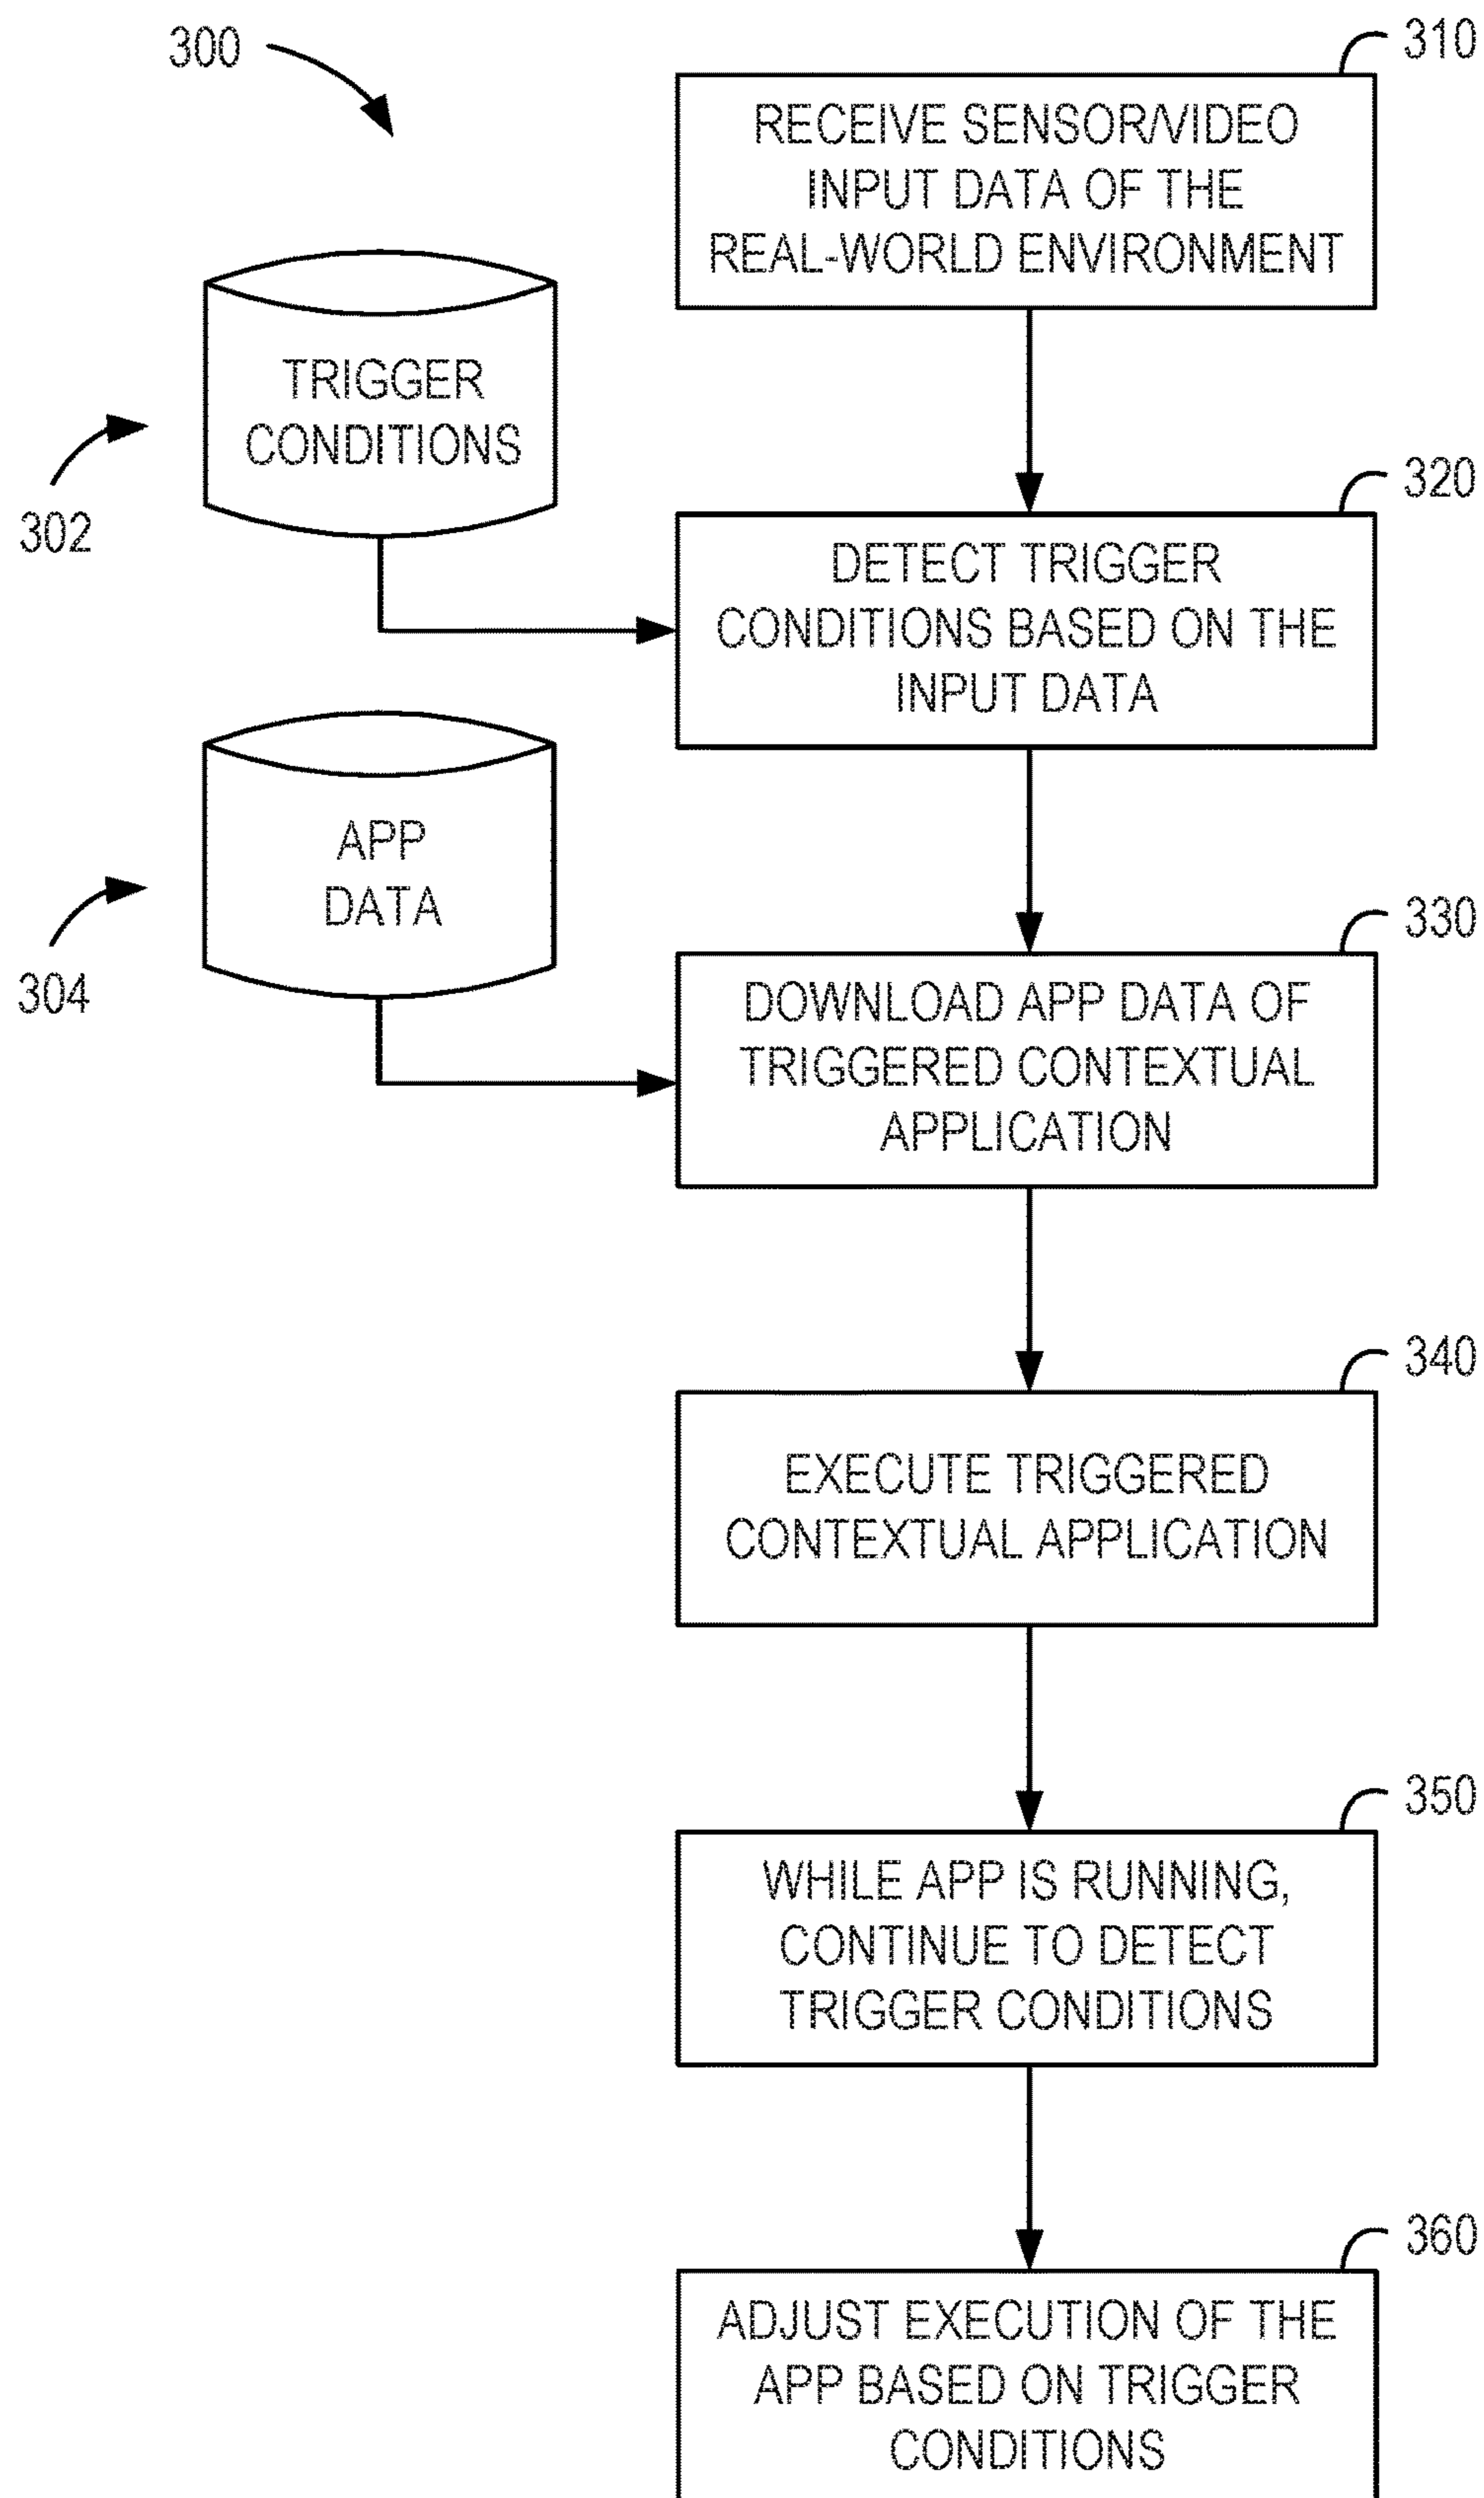 300
310
RECEIVE SENSOR/VIDEO
INPUT DATA OF THE
REAL-WORLD ENVIRONMENT
TRIGGER
CONDITIONS
302
320
DETECT TRIGGER
CONDITIONS BASED ON THE
INPUT DATA
APP
DATA
304
330
DOWNLOAD APP DATA OF
TRIGGERED CONTEXTUAL
APPLICATION
340
EXECUTE TRIGGERED
CONTEXTUAL APPLICATION
350
WHILE APP IS RUNNING,
CONTINUE TO DETECT
TRIGGER CONDITIONS
360
ADJUST EXECUTION OF THE
APP BASED ON TRIGGER
CONDITIONS